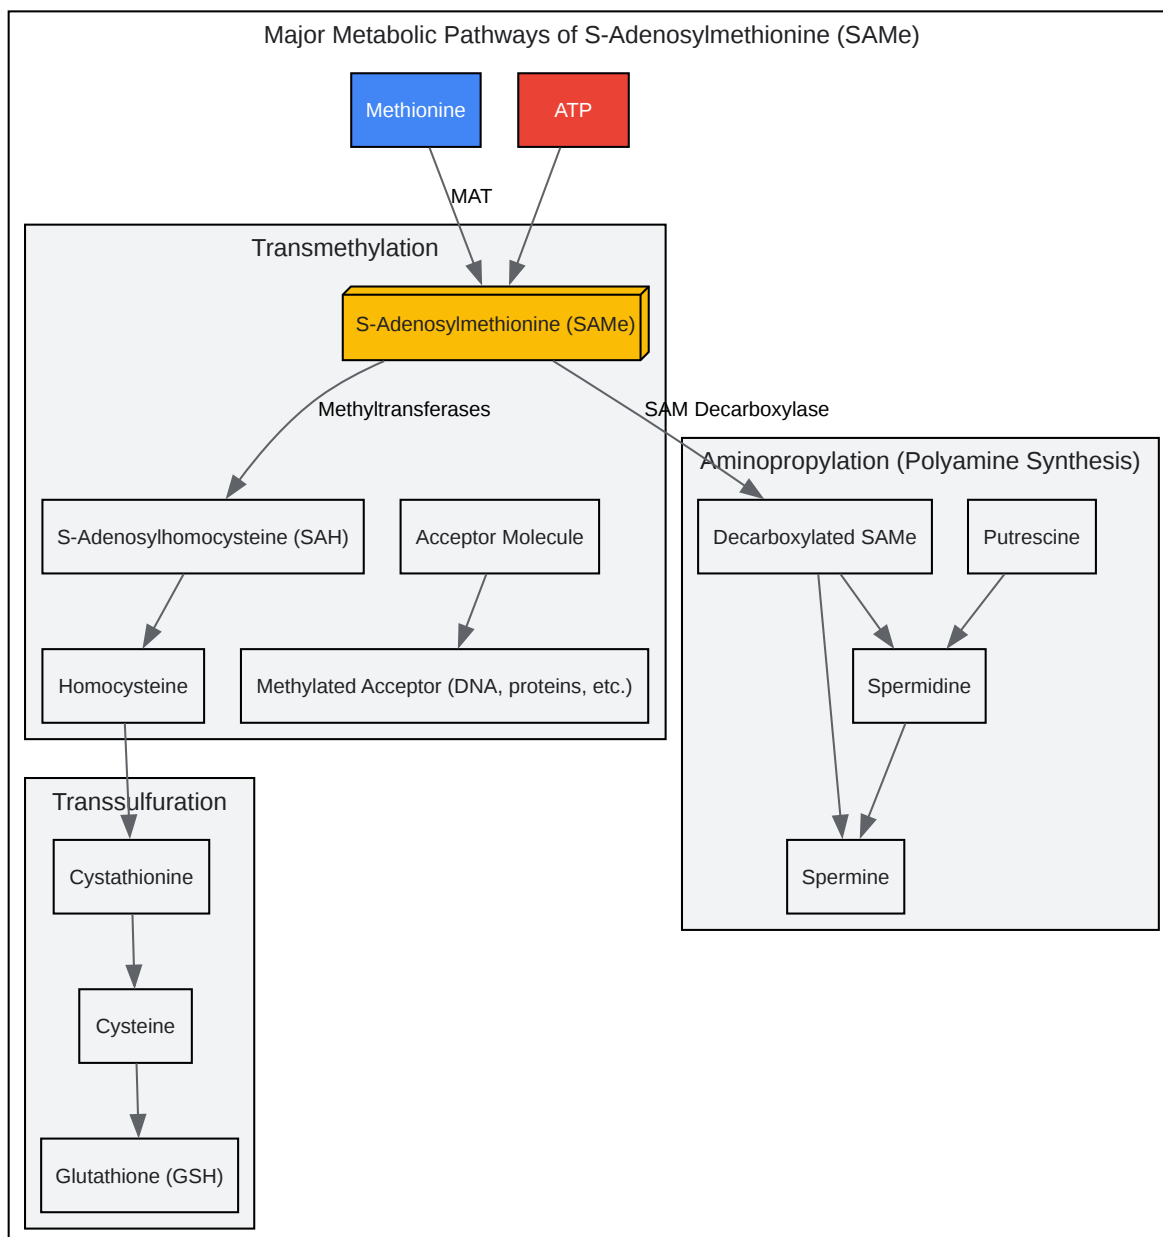 Major Metabolic Pathways of S-Adenosylmethionine (SAMe)
Methionine
ATP
MAT
Transmethylation
S-Adenosylmethionine (SAMe)
Methyltransferases
SAM Decarboxylase
Aminopropylation (Polyamine Synthesis)
S-Adenosylhomocysteine (SAH)
Acceptor Molecule
Decarboxylated SAMe
Putrescine
Homocysteine
Methylated Acceptor (DNA, proteins, etc.)
Spermidine
Transsulfuration
Cystathionine
Spermine
Cysteine
Glutathione (GSH)